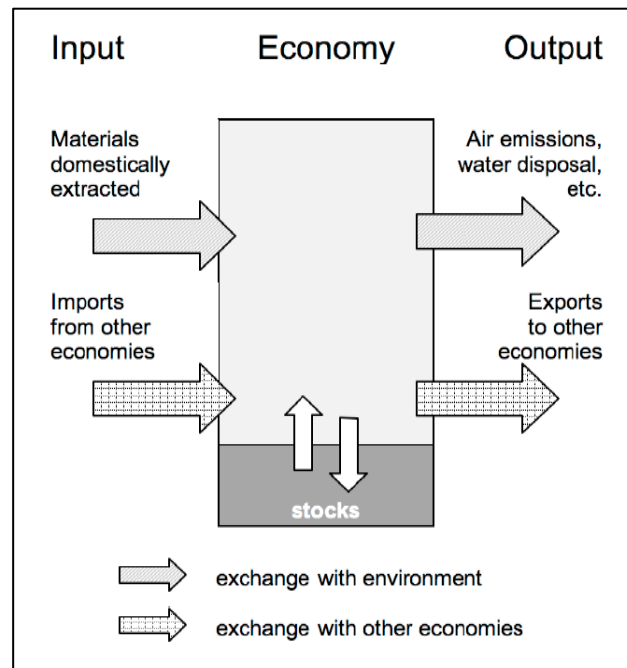 Input
Economy
Output
Materials
domestically
extracted
Air emissions,
water disposal,
etc.
Imports
from other
economies
Exports
to other
economies
stocks
exchange with environment
exchange with other economies